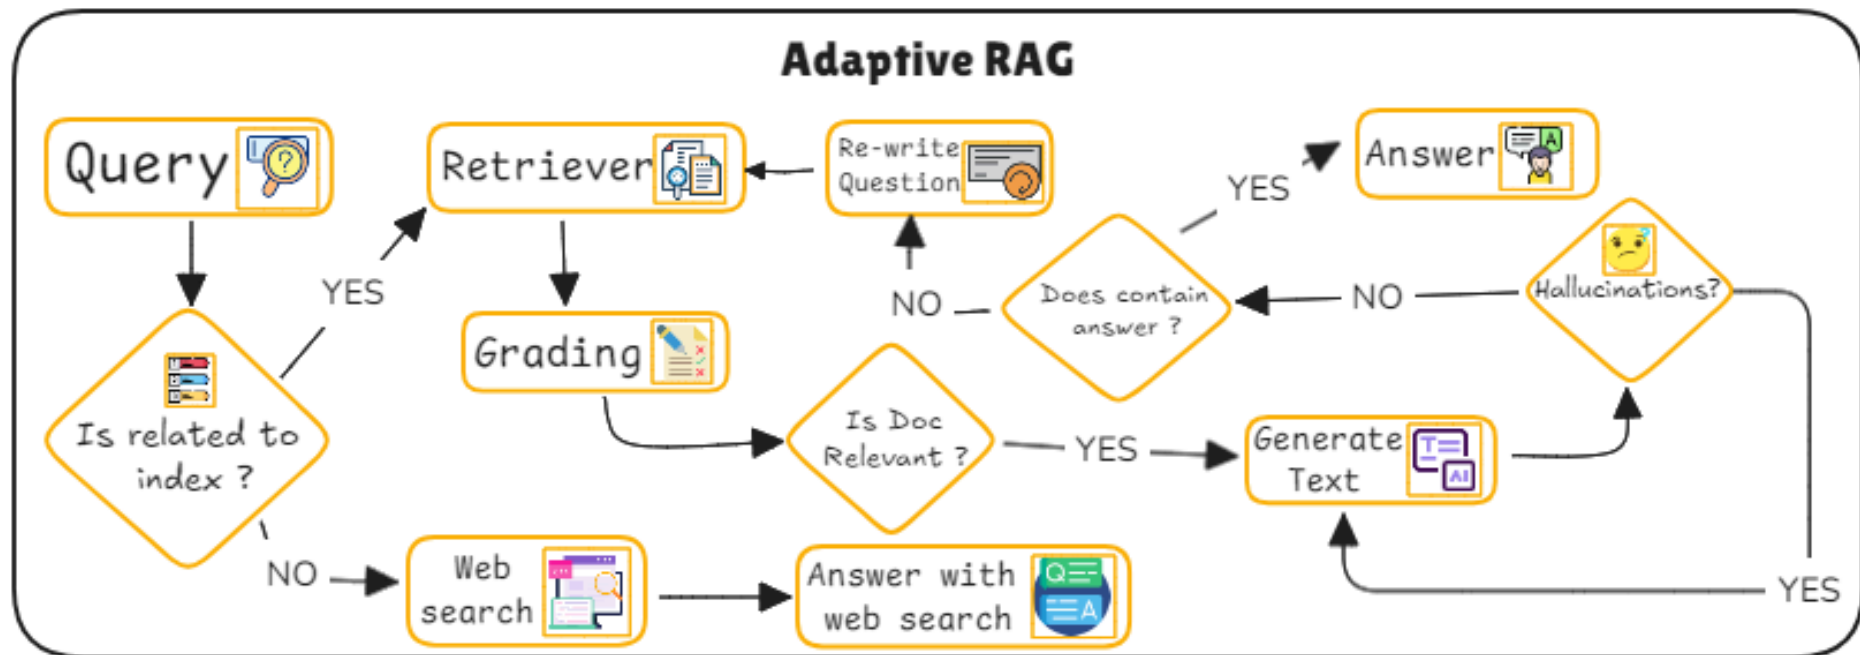 Adaptive RAG
Query
Retriever
Re-write
Question
Answer
YES
YES
Hallucinations?
NO
Does contain
answer ?
NO
Grading
Is related to
index ?
Is Doc
Relevant ?
YES
Generate
Text
NO
Web
search
Answer with
web search
YES